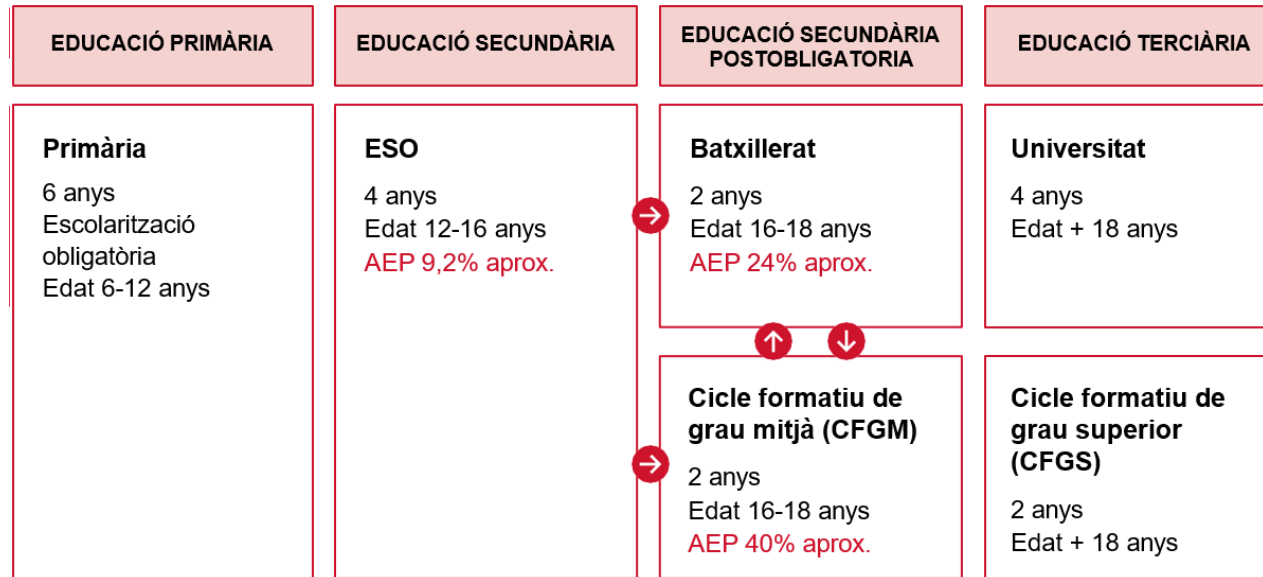 EDUCACIÓ PRIMÀRIA
EDUCACIÓ SECUNDÀRIA
EDUCACIÓ SECUNDÀRIA
POSTOBLIGATORIA
EDUCACIÓ TERCIÀRIA
Primària
6 anys
Escolarització
obligatòria
Edat 6-12 anys
ESO
4 anys
Edat 12-16 anys
AEP 9,2% aprox.
Batxillerat
2 anys
Edat 16-18 anys
AEP 24% aprox.
Universitat
4 anys
Edat + 18 anys
Cicle formatiu de
grau mitjà (CFGM)
2 anys
Edat 16-18 anys
AEP 40% aprox.
Cicle formatiu de
grau superior
(CFGS)
2 anys
Edat + 18 anys